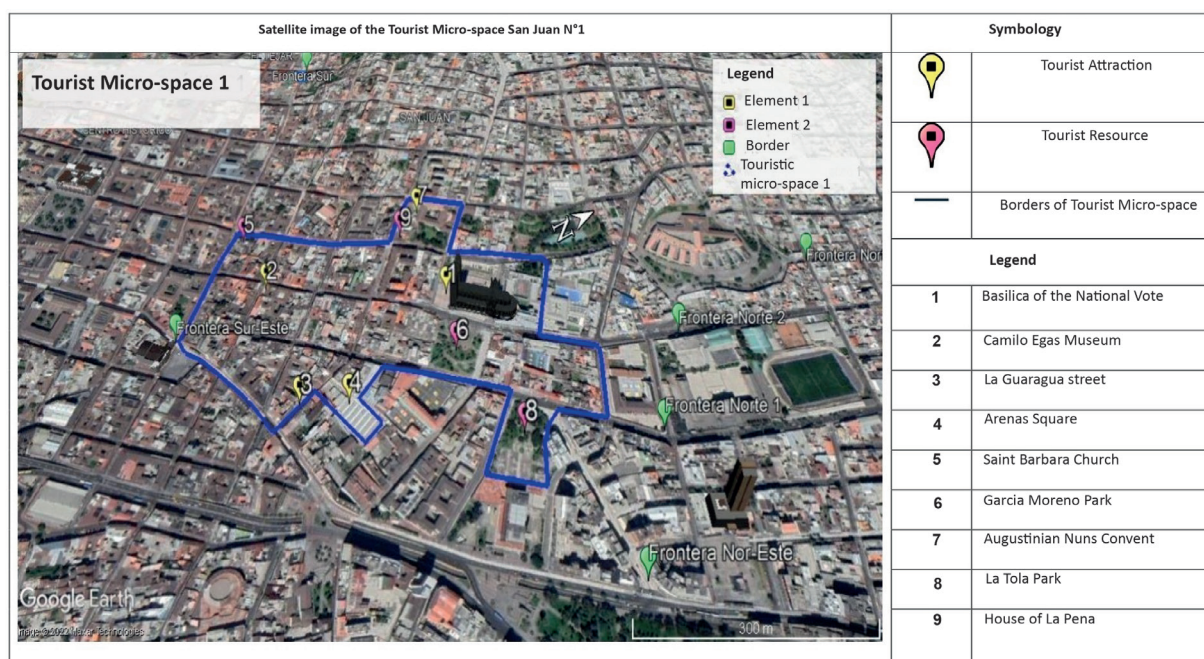 Satellite image of the Tourist Micro-space San Juan N°1
Symbology
Tourist Micro-space 1
Frontera Sur
SAN JUAN
CENTRO HISTORICO
Legend
Element 1
Element 2
Border
Touristic
micro-space 1
N
7
9
5
2
1
6
3
4
8
Frontera Sur-Este
Frontera Nor
Frontera Norte 2
Frontera Norte 1
Frontera Nor-Este
Google Earth
300 m
Tourist Attraction
Tourist Resource
Borders of Tourist Micro-space
Legend
1 Basilica of the National Vote
2 Camilo Egas Museum
3 La Guaragua street
4 Arenas Square
5 Saint Barbara Church
6 Garcia Moreno Park
7 Augustinian Nuns Convent
8 La Tola Park
9 House of La Pena